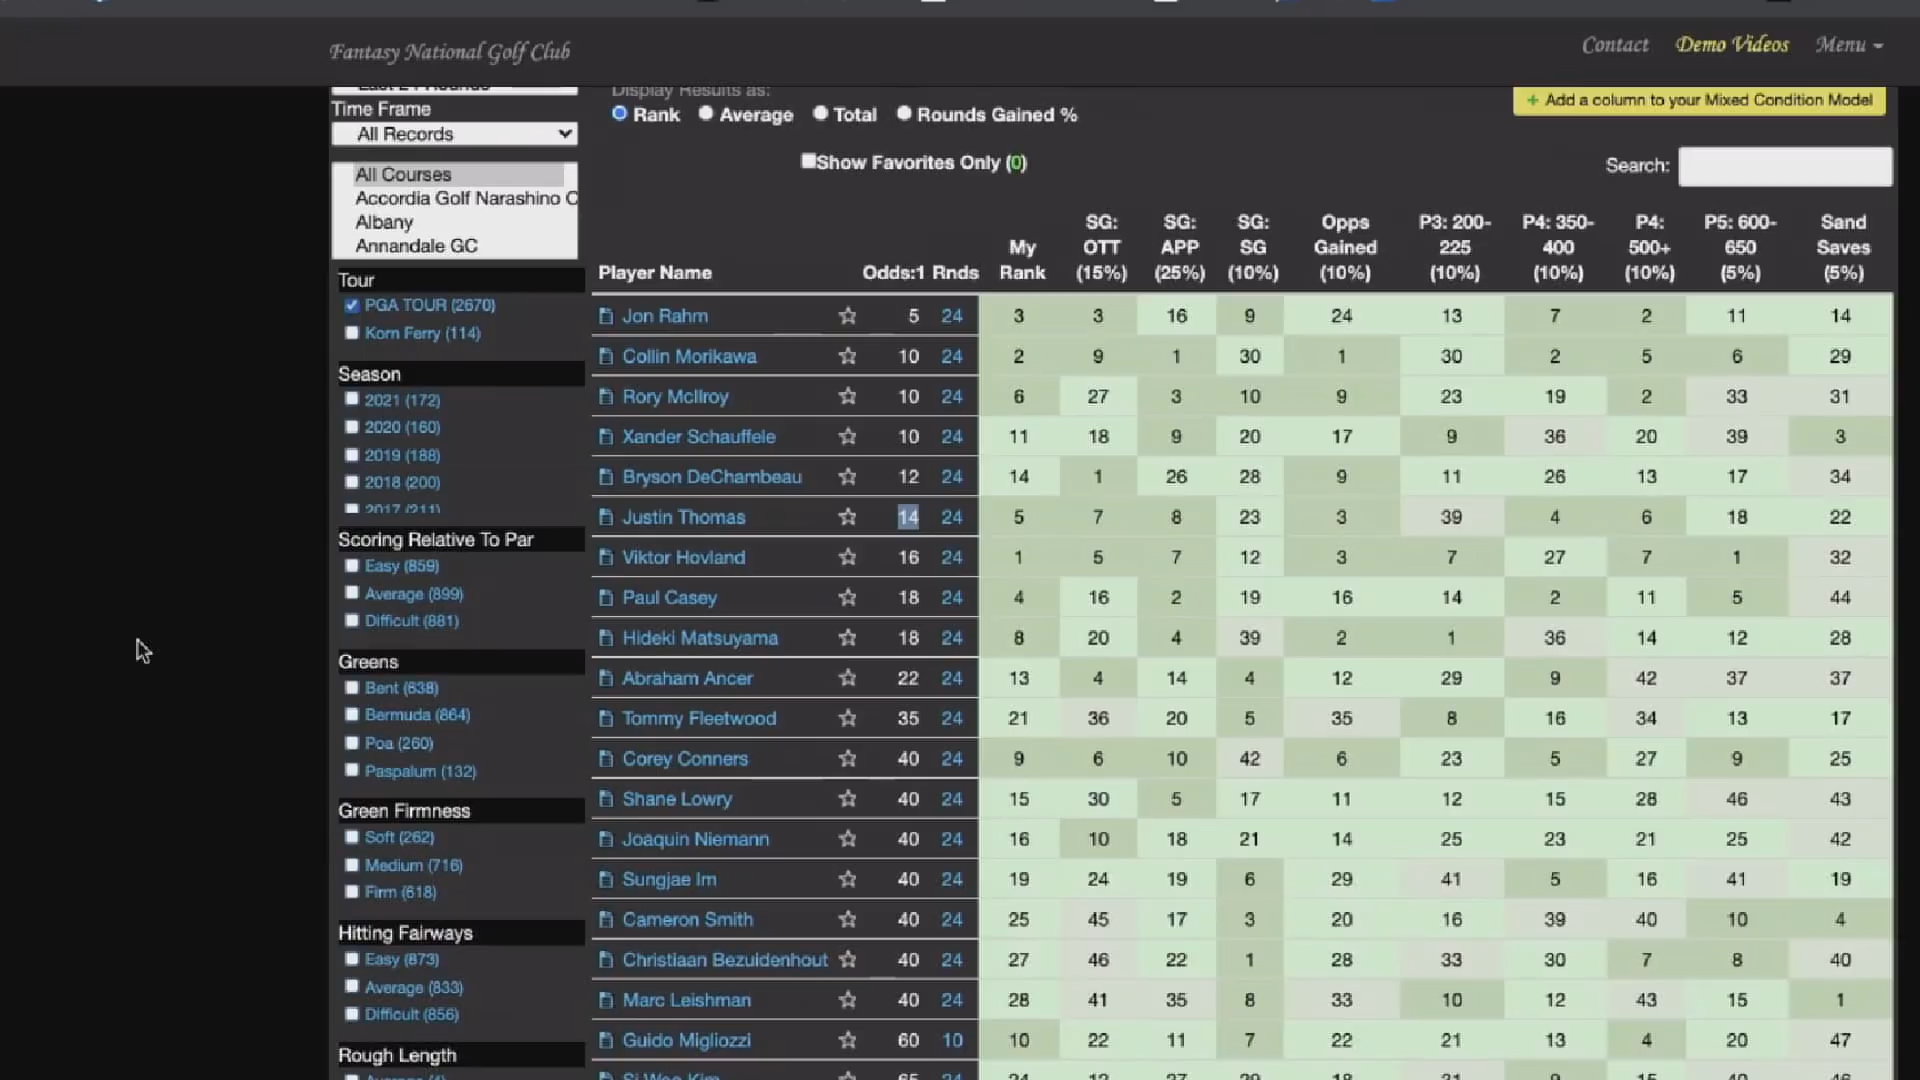 Fantasy National Golf Club
Contact Demo Videos Menu
Last 24 Rounds
Time Frame
All Records
All Courses
Accordia Golf Narashino C
Albany
Annandale GC
Tour
PGA TOUR (2670)
Korn Ferry (114)
Season
2021 (172)
2020 (160)
2019 (188)
2018 (200)
2017 (211)
Scoring Relative To Par
Easy (859)
Average (899)
Difficult (881)
Greens
Bent (838)
Bermuda (864)
Poa (260)
Paspalum (132)
Green Firmness
Soft (262)
Medium (716)
Firm (618)
Hitting Fairways
Easy (873)
Average (833)
Difficult (856)
Rough Length
Display Results as:
Rank Average Total Rounds Gained %
+ Add a column to your Mixed Condition Model
Show Favorites Only (0)
Search:
Player Name Odds:1 Rnds My Rank SG: OTT (15%) SG: APP (25%) SG: SG (10%) Opps Gained (10%) P3: 200-225 (10%) P4: 350-400 (10%) P4: 500+ (10%) P5: 600-650 (5%) Sand Saves (5%)
Jon Rahm 5 24 3 3 16 9 24 13 7 2 11 14
Collin Morikawa 10 24 2 9 1 30 1 30 2 5 6 29
Rory McIlroy 10 24 6 27 3 10 9 23 19 2 33 31
Xander Schauffele 10 24 11 18 9 20 17 9 36 20 39 3
Bryson DeChambeau 12 24 14 1 26 28 9 11 26 13 17 34
Justin Thomas 14 24 5 7 8 23 3 39 4 6 18 22
Viktor Hovland 16 24 1 5 7 12 3 7 27 7 1 32
Paul Casey 18 24 4 16 2 19 16 14 2 11 5 44
Hideki Matsuyama 18 24 8 20 4 39 2 1 36 14 12 28
Abraham Ancer 22 24 13 4 14 4 12 29 9 42 37 37
Tommy Fleetwood 35 24 21 36 20 5 35 8 16 34 13 17
Corey Conners 40 24 9 6 10 42 6 23 5 27 9 25
Shane Lowry 40 24 15 30 5 17 11 12 15 28 46 43
Joaquin Niemann 40 24 16 10 18 21 14 25 23 21 25 42
Sungjae Im 40 24 19 24 19 6 29 41 5 16 41 19
Cameron Smith 40 24 25 45 17 3 20 16 39 40 10 4
Christiaan Bezuidenhout 40 24 27 46 22 1 28 33 30 7 8 40
Marc Leishman 40 24 28 41 35 8 33 10 12 43 15 1
Guido Migliozzi 60 10 10 22 11 7 22 21 13 4 20 47
Si Woo Kim